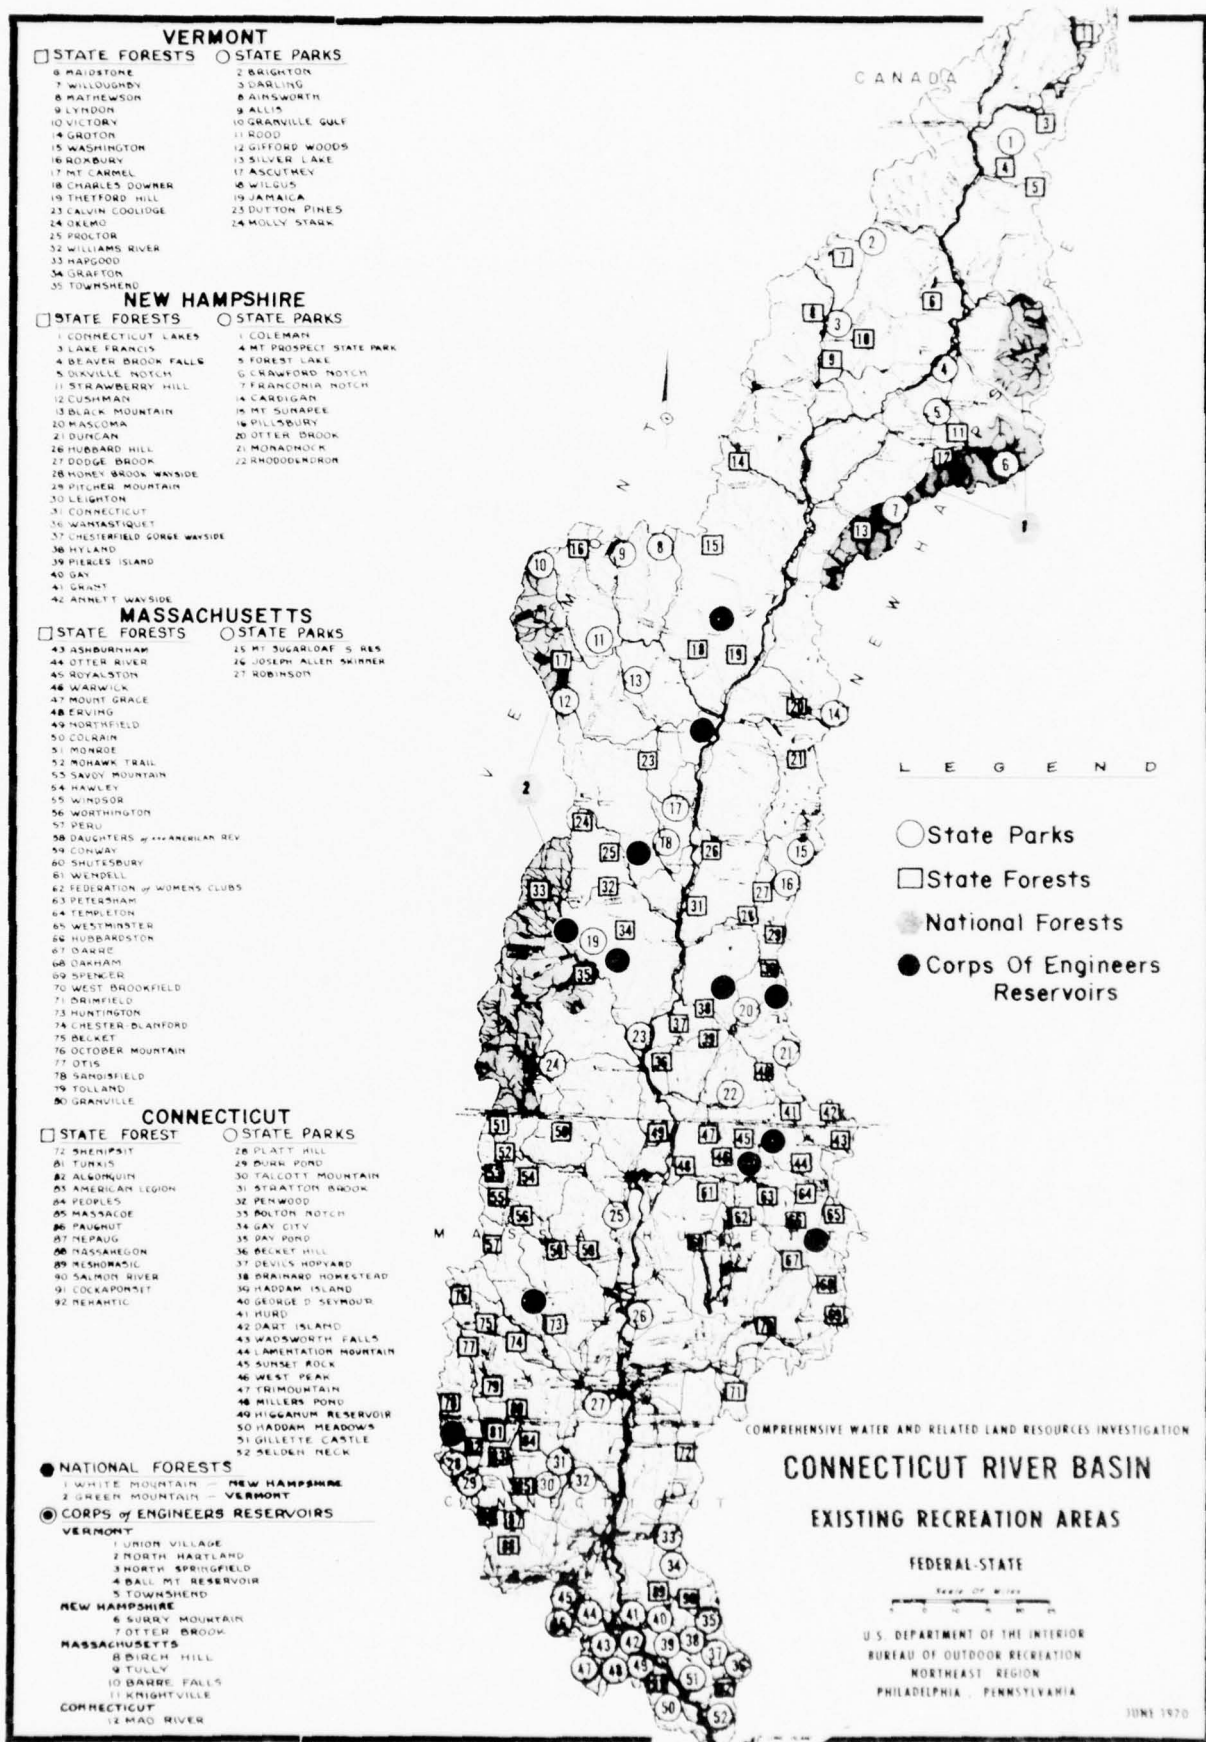 VERMONT
STATE FORESTS
6 MAIDSTONE
7 WILLOUGHBY
8 MATHEWSON
9 LYNDON
10 VICTORY
14 GROTON
15 WASHINGTON
16 ROXBURY
17 MT CARMEL
18 CHARLES DOWNER
19 THETFORD HILL
23 CALVIN COOLIDGE
24 OKEMO
25 PROCTOR
32 WILLIAMS RIVER
33 HAPGOOD
34 GRAFTON
35 TOWNSHEND
STATE PARKS
2 BRIGHTON
3 DARLING
8 AINSWORTH
9 ALLIS
10 GRANVILLE GULF
11 ROOD
12 GIFFORD WOODS
13 SILVER LAKE
17 ASCUTNEY
18 WILGUS
19 JAMAICA
23 DUTTON PINES
24 MOLLY STARK
NEW HAMPSHIRE
STATE FORESTS
1 CONNECTICUT LAKES
3 LAKE FRANCIS
4 BEAVER BROOK FALLS
5 DIXVILLE NOTCH
11 STRAWBERRY HILL
12 CUSHMAN
13 BLACK MOUNTAIN
20 MASCOMA
21 DUNCAN
26 HUBBARD HILL
27 DODGE BROOK
28 HONEY BROOK WAYSIDE
29 PITCHER MOUNTAIN
30 LEIGHTON
31 CONNECTICUT
36 WANTASTIQUET
37 CHESTERFIELD GORGE WAYSIDE
38 HYLAND
39 PIERCES ISLAND
40 GAY
41 GRANT
42 ANNETT WAYSIDE
STATE PARKS
1 COLEMAN
4 MT PROSPECT STATE PARK
5 FOREST LAKE
6 CRAWFORD NOTCH
7 FRANCONIA NOTCH
14 CARDIGAN
15 MT SUNAPEE
16 PILLSBURY
20 OTTER BROOK
21 MONADNOCK
22 RHODODENDRON
MASSACHUSETTS
STATE FORESTS
43 ASHBURNHAM
44 OTTER RIVER
45 ROYALSTON
46 WARWICK
47 MOUNT GRACE
48 ERVING
49 NORTHFIELD
50 COLRAIN
51 MONROE
52 MOHAWK TRAIL
53 SAVOY MOUNTAIN
54 HAWLEY
55 WINDSOR
56 WORTHINGTON
57 PERU
58 DAUGHTERS of the AMERICAN REV
59 CONWAY
60 SHUTESBURY
61 WENDELL
62 FEDERATION of WOMENS CLUBS
63 PETERSHAM
64 TEMPLETON
65 WESTMINSTER
66 HUBBARDSTON
67 BARRE
68 OAKHAM
69 SPENCER
70 WEST BROOKFIELD
71 BRIMFIELD
73 HUNTINGTON
74 CHESTER-BLANFORD
75 BECKET
76 OCTOBER MOUNTAIN
77 OTIS
78 SANDISFIELD
79 TOLLAND
80 GRANVILLE
STATE PARKS
25 MT SUGARLOAF S RES
26 JOSEPH ALLEN SKINNER
27 ROBINSON
CONNECTICUT
STATE FOREST
72 SHENIPSIT
81 TUNXIS
82 ALGONQUIN
83 AMERICAN LEGION
84 PEOPLES
85 MASSACOE
86 PAUGNUT
87 NEPAUG
88 NASSAHEGON
89 MESHOMASIC
90 SALMON RIVER
91 COCKAPONSET
92 NEHANTIC
STATE PARKS
28 PLATT HILL
29 BURR POND
30 TALCOTT MOUNTAIN
31 STRATTON BROOK
32 PENWOOD
33 BOLTON NOTCH
34 GAY CITY
35 DAY POND
36 BECKET HILL
37 DEVILS HOPYARD
38 BRAINARD HOMESTEAD
39 HADDAM ISLAND
40 GEORGE D SEYMOUR
41 HURD
42 DART ISLAND
43 WADSWORTH FALLS
44 LAMENTATION MOUNTAIN
45 SUNSET ROCK
46 WEST PEAK
47 TRIMOUNTAIN
48 MILLERS POND
49 HIGGANUM RESERVOIR
50 HADDAM MEADOWS
51 GILLETTE CASTLE
52 SELDEN NECK
NATIONAL FORESTS
1 WHITE MOUNTAIN — NEW HAMPSHIRE
2 GREEN MOUNTAIN — VERMONT
CORPS of ENGINEERS RESERVOIRS
VERMONT
1 UNION VILLAGE
2 NORTH HARTLAND
3 NORTH SPRINGFIELD
4 BALL MT RESERVOIR
5 TOWNSHEND
NEW HAMPSHIRE
6 SURRY MOUNTAIN
7 OTTER BROOK
MASSACHUSETTS
8 BIRCH HILL
9 TULLY
10 BARRE FALLS
11 KNIGHTVILLE
CONNECTICUT
12 MAD RIVER
CANADA
VERMONT
NEW HAMPS
MASSACHUSETTS
CONNECTICUT
LEGEND
State Parks
State Forests
National Forests
Corps Of Engineers
Reservoirs
COMPREHENSIVE WATER AND RELATED LAND RESOURCES INVESTIGATION
CONNECTICUT RIVER BASIN
EXISTING RECREATION AREAS
FEDERAL-STATE
Scale Of Miles
U.S. DEPARTMENT OF THE INTERIOR
BUREAU OF OUTDOOR RECREATION
NORTHEAST REGION
PHILADELPHIA, PENNSYLVANIA
JUNE 1970